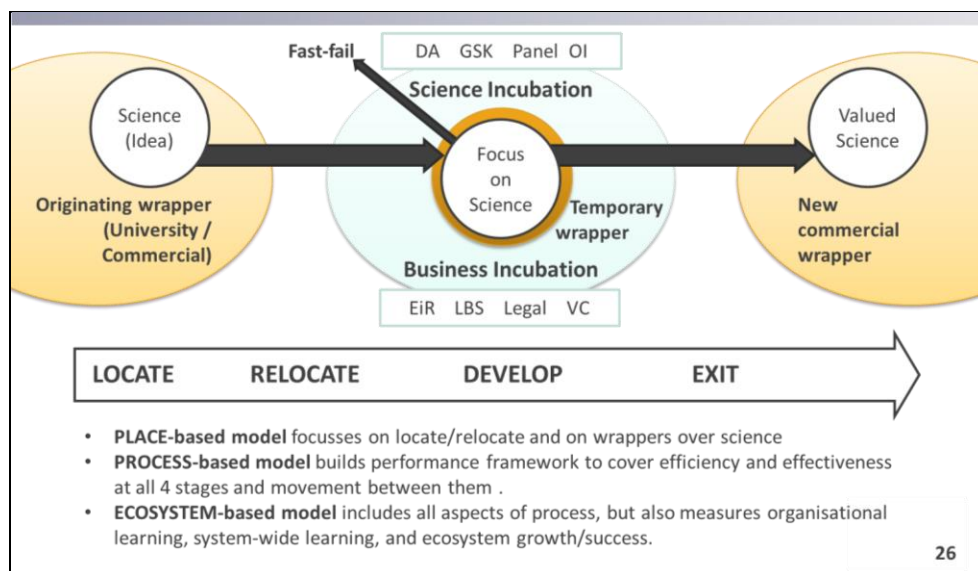 Fast-fail
DA GSK Panel OI
Science Incubation
Science
(Idea)
Focus
on
Science
Valued
Science
Originating wrapper
(University /
Commercial)
Temporary
wrapper
New
commercial
wrapper
Business Incubation
EiR LBS Legal VC
LOCATE RELOCATE DEVELOP EXIT
• PLACE-based model focusses on locate/relocate and on wrappers over science
• PROCESS-based model builds performance framework to cover efficiency and effectiveness
at all 4 stages and movement between them .
• ECOSYSTEM-based model includes all aspects of process, but also measures organisational
learning, system-wide learning, and ecosystem growth/success.
26